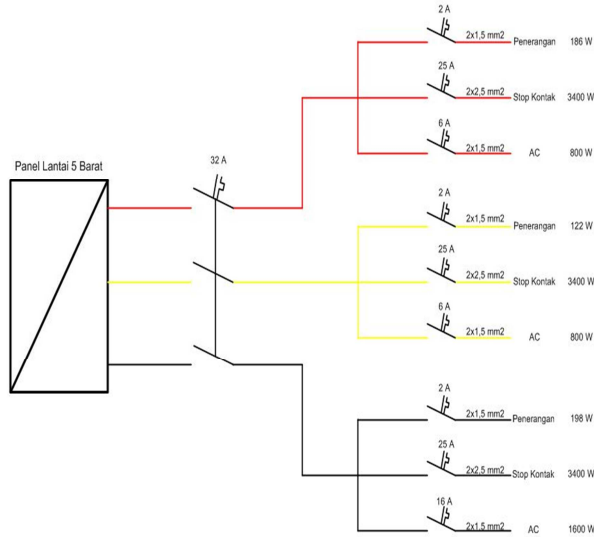 Panel Lantai 5 Barat
32 A
2 A
2x1,5 mm2 Penerangan 186 W
25 A
2x2,5 mm2 Stop Kontak 3400 W
6 A
2x1,5 mm2 AC 800 W
2 A
2x1,5 mm2 Penerangan 122 W
25 A
2x2,5 mm2 Stop Kontak 3400 W
6 A
2x1,5 mm2 AC 800 W
2 A
2x1,5 mm2 Penerangan 198 W
25 A
2x2,5 mm2 Stop Kontak 3400 W
16 A
2x1,5 mm2 AC 1600 W